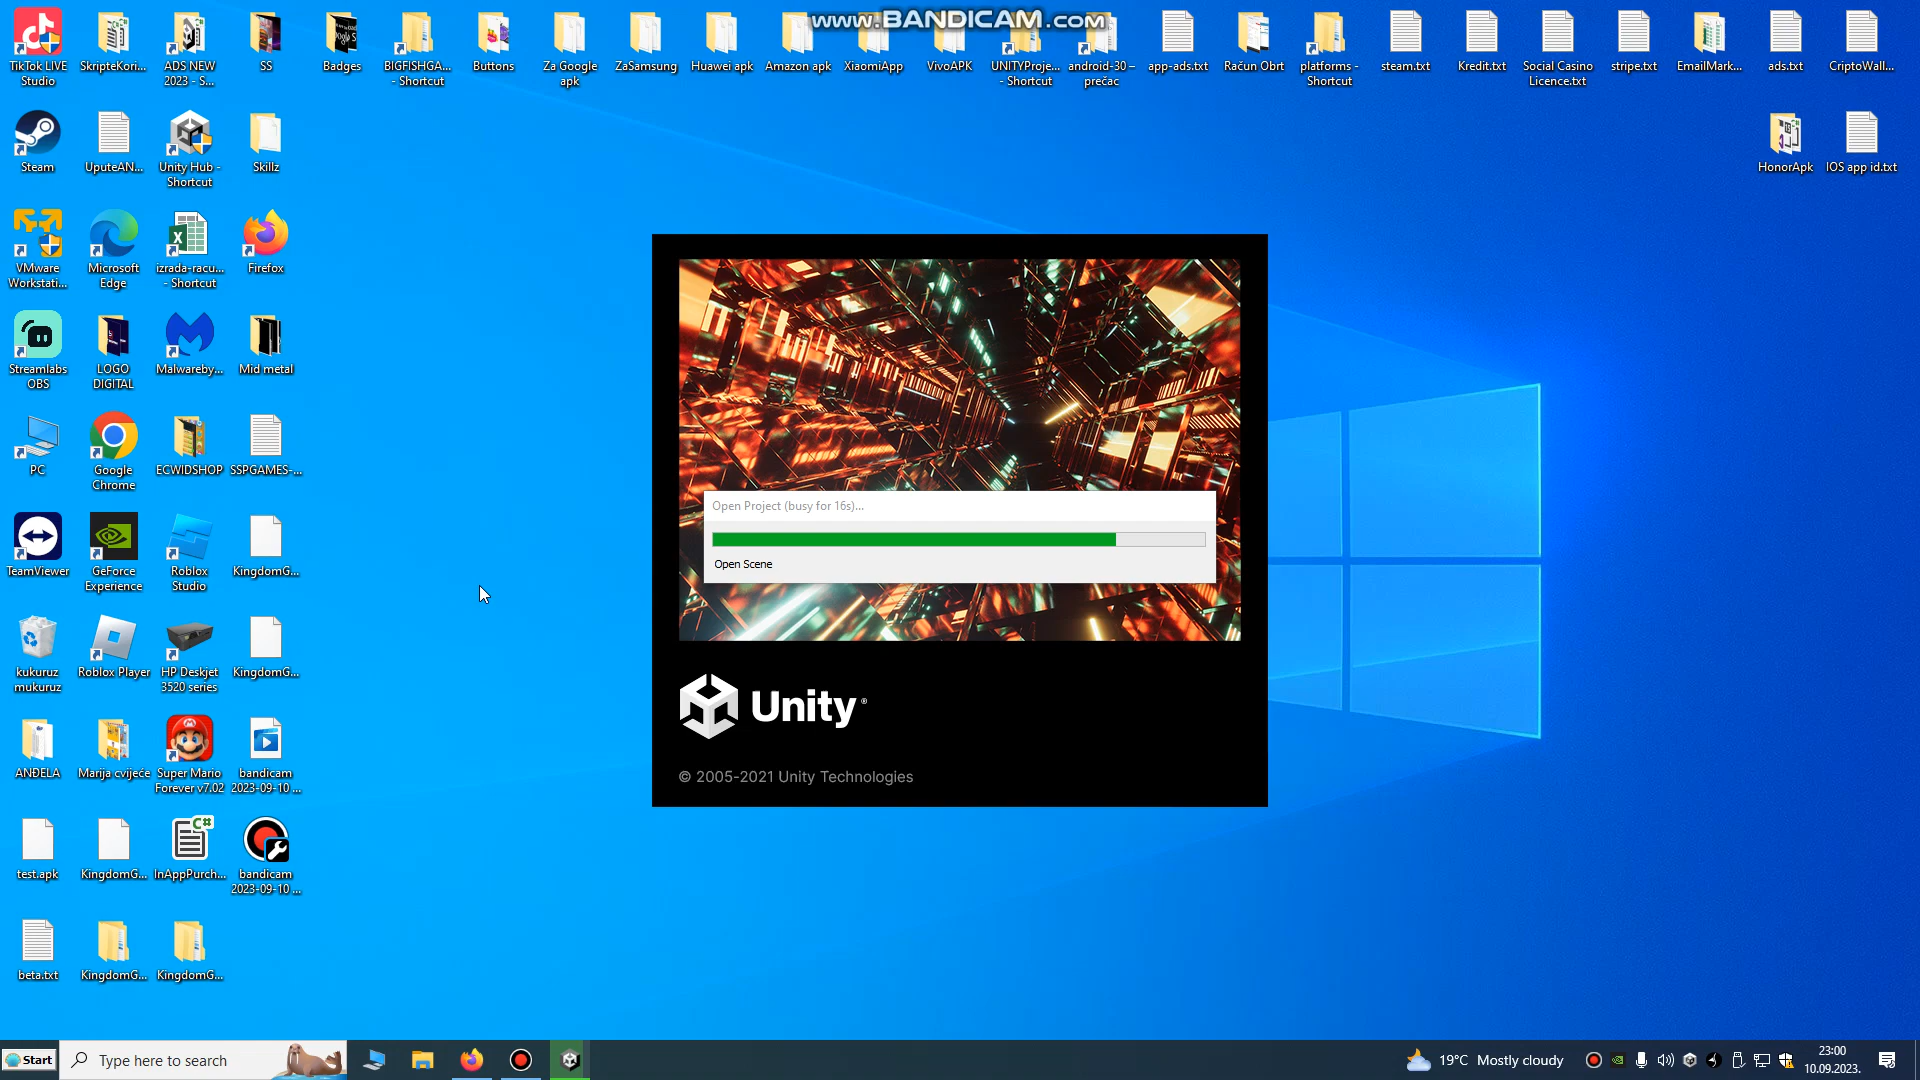 www.BANDICAM.com
TikTok LIVE
Studio
SkripteKori...
ADS NEW
2023 - S...
SS
Badges
BIGFISHGA...
- Shortcut
Buttons
Za Google
apk
ZaSamsung
Huawei apk
Amazon apk
XiaomiApp
VivoAPK
UNITYProje...
- Shortcut
android-30 –
prečac
app-ads.txt
Račun Obrt
platforms -
Shortcut
steam.txt
Kredit.txt
Social Casino
Licence.txt
stripe.txt
EmailMark...
ads.txt
CriptoWall...
Steam
UputeAN...
Unity Hub -
Shortcut
Skillz
HonorApk
IOS app id.txt
VMware
Workstati...
Microsoft
Edge
izrada-racu...
- Shortcut
Firefox
Streamlabs
OBS
LOGO
DIGITAL
Malwareby...
Mid metal
PC
Google
Chrome
ECWIDSHOP
SSPGAMES-...
TeamViewer
GeForce
Experience
Roblox
Studio
KingdomG...
kukuruz
mukuruz
Roblox Player
HP Deskjet
3520 series
KingdomG...
ANĐELA
Marija cvijeće
Super Mario
Forever v7.02
bandicam
2023-09-10 ...
test.apk
KingdomG...
InAppPurch...
bandicam
2023-09-10 ...
beta.txt
KingdomG...
KingdomG...
Open Project (busy for 16s)...
Open Scene
Unity®
© 2005-2021 Unity Technologies
Start
Type here to search
19°C Mostly cloudy
23:00
10.09.2023.